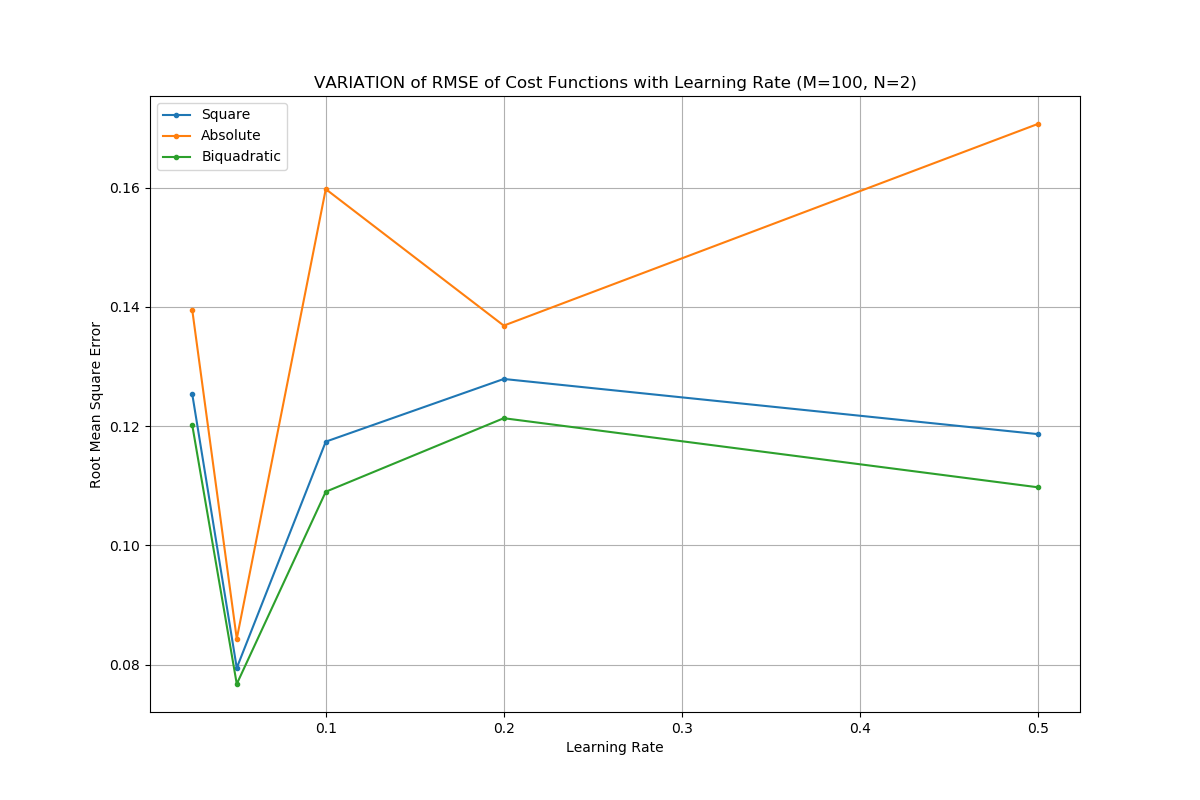 VARIATION of RMSE of Cost Functions with Learning Rate (M=100, N=2)
Square
Absolute
Biquadratic
0.16
0.14
0.12
0.10
0.08
Root Mean Square Error
0.1 0.2 0.3 0.4 0.5
Learning Rate